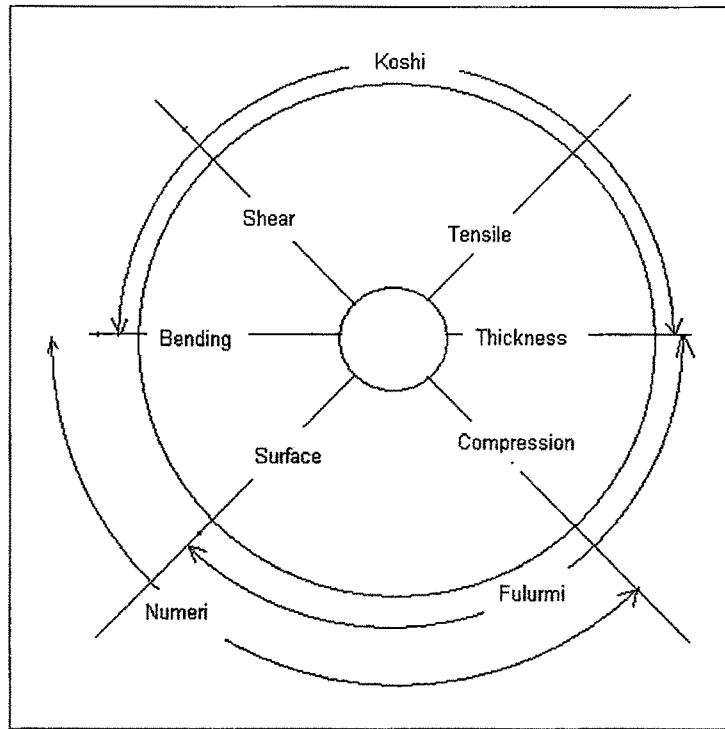 Koshi
Shear
Tensile
Bending
Thickness
Surface
Compression
Numeri
Fulurmi